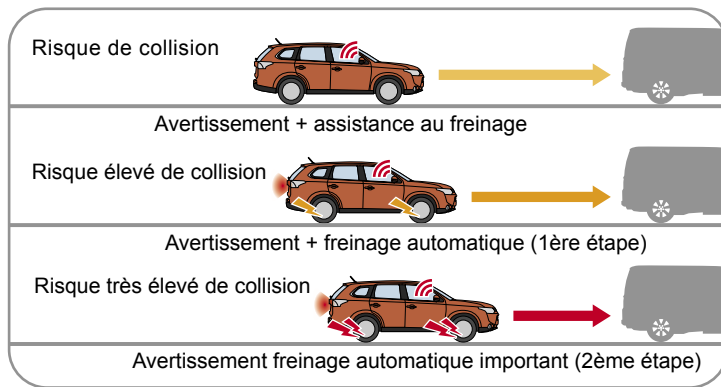 Risque de collision
Avertissement + assistance au freinage
Risque élevé de collision
Avertissement + freinage automatique (1ère étape)
Risque très élevé de collision
Avertissement freinage automatique important (2ème étape)